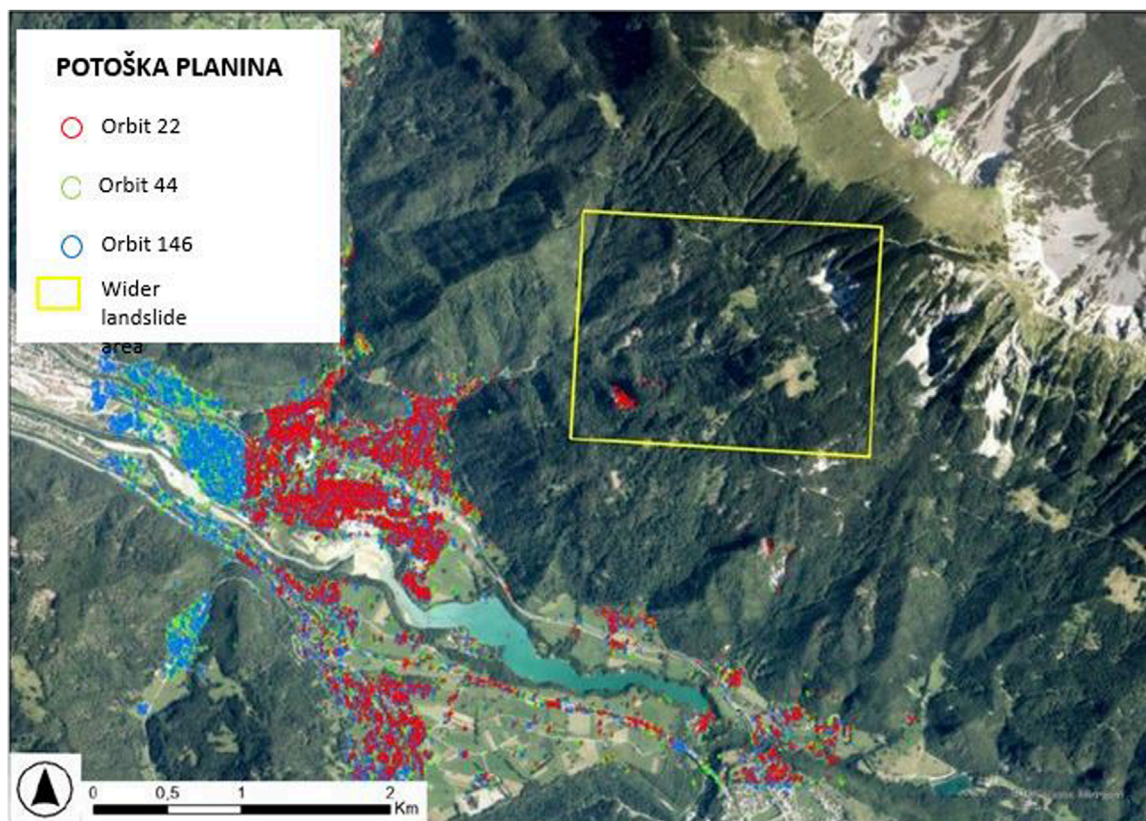 POTOŠKA PLANINA
Orbit 22
Orbit 44
Orbit 146
Wider
landslide
area
0 0,5 1 2
Km